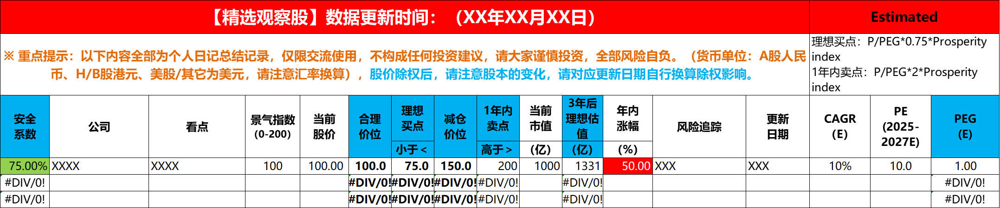 【精选观察股】数据更新时间：（XX年XX月XX日）
Estimated
※ 重点提示：以下内容全部为个人日记总结记录，仅限交流使用，不构成任何投资建议，请大家谨慎投资，全部风险自负。（货币单位：A股人民
币、H/B股港元、美股/其它为美元，请注意汇率换算），股价除权后，请注意股本的变化，请对应更新日期自行换算除权影响。
理想买点：P/PEG*0.75*Prosperity
index
1年内卖点：P/PEG*2*Prosperity
index
安全
系数
公司
看点
景气指数
（0-200）
当前
股价
合理
价位
理想
买点
小于＜
减仓
价位
1年内
卖点
高于＞
当前
市值
（亿）
3年后
理想估
值
（亿）
年内
涨幅
（%）
风险追踪
更新
日期
CAGR
（E）
PE
（2025-
2027E）
PEG
（E）
75.00% XXXX XXXX 100 100.00 100.0 75.0 150.0 200 1000 1331 50.00 XXX XXX 10% 10.0 1.00
#DIV/0! #DIV/0! #DIV/0! #DIV/0! #DIV/0! #DIV/0! #DIV/0!
#DIV/0! #DIV/0! #DIV/0! #DIV/0! #DIV/0! #DIV/0! #DIV/0!